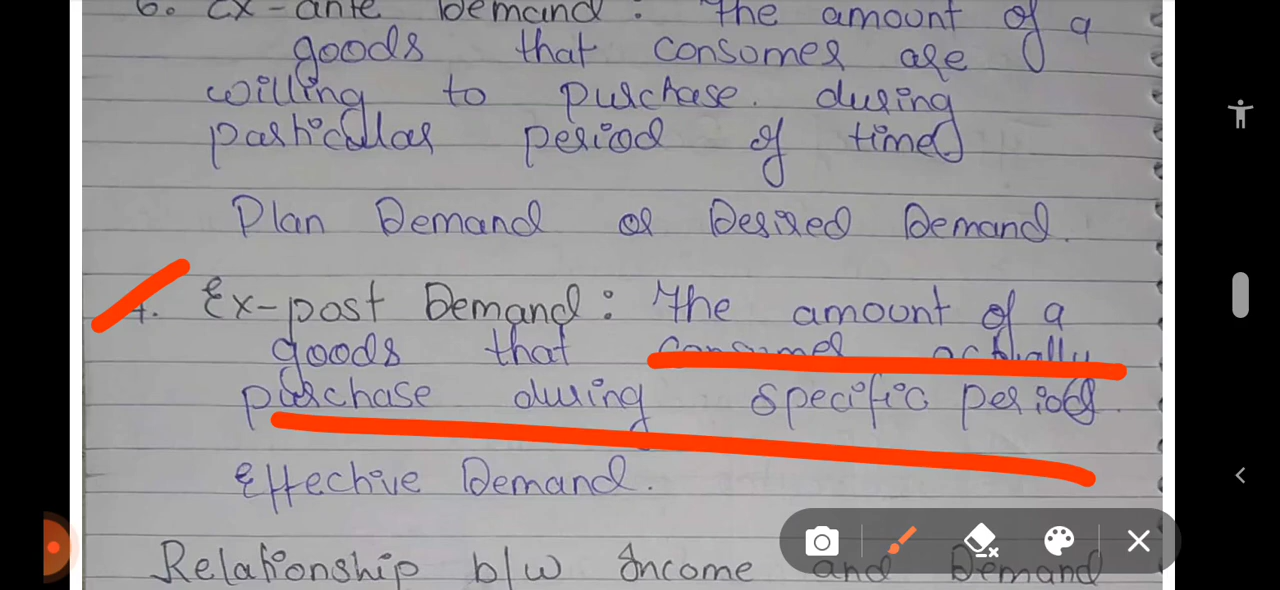 6. Ex-ante Demand : The amount of a
goods that consomes are
willing to purchase. during
particular period of time
Plan Demand or Desired Demand.
7. Ex-post Demand : The amount of a
goods that consumes actually
purchase during specific period.
Effective Demand.
Relationship b/w Income and Demand